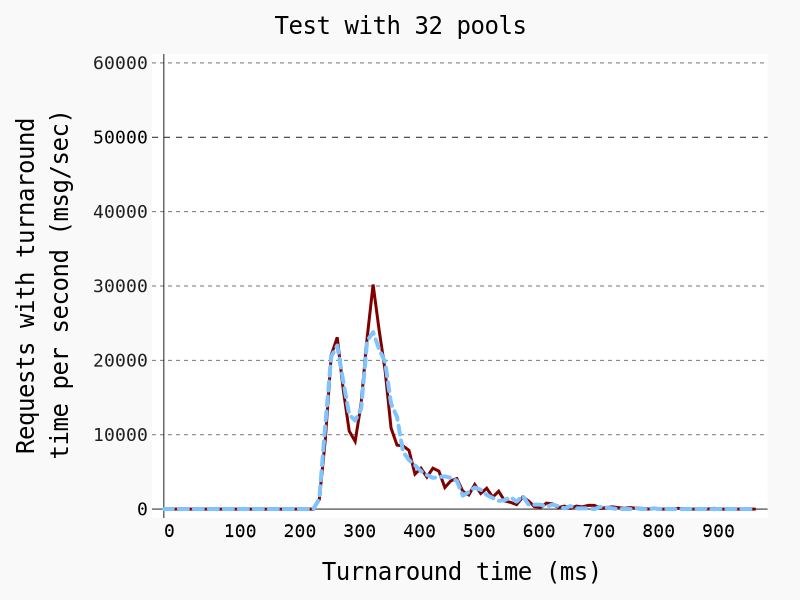 Test with 32 pools
Requests with turnaround
time per second (msg/sec)
60000
50000
40000
30000
20000
10000
0
0 100 200 300 400 500 600 700 800 900
Turnaround time (ms)